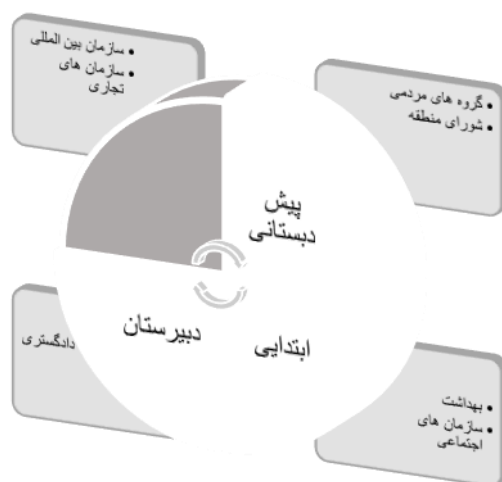 • گروه های مردمی
• شورای منطقه
• سازمان بین المللی
• سازمان های
تجاری
پیش
دبستانی
ابتدایی
دبیرستان
دادگستری
• بهداشت
• سازمان های
اجتماعی